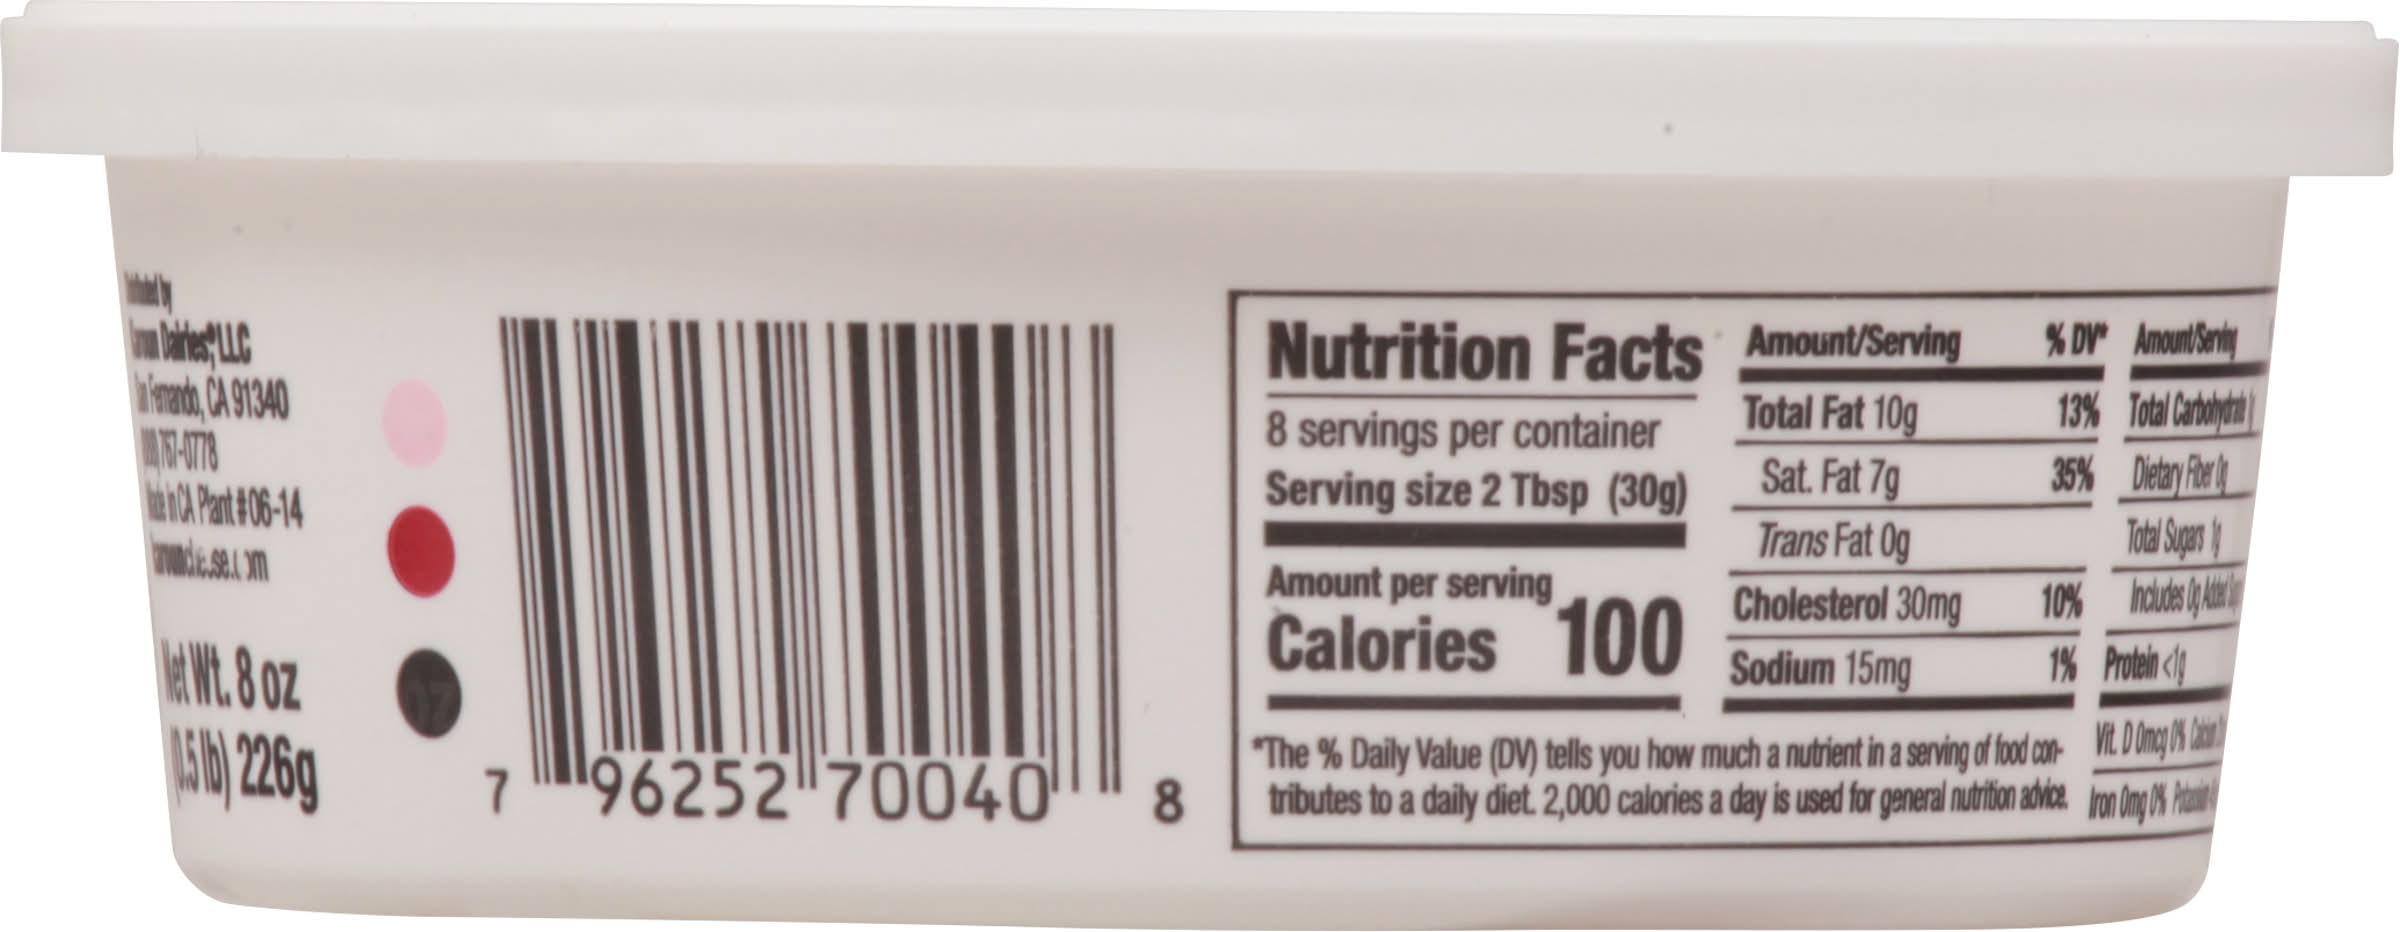 Distributed by
Karoun Dairies® LLC
San Fernando, CA 91340
767-0778
Made in CA Plant #06-14
Net Wt. 8 oz
(0.5 lb) 226g
7 96252 70040 8
Nutrition Facts
8 servings per container
Serving size 2 Tbsp (30g)
Amount per serving
Calories 100
Amount/Serving % DV*
Total Fat 10g 13%
Sat. Fat 7g 35%
Trans Fat 0g
Cholesterol 30mg 10%
Sodium 15mg 1%
Amount/Serving
Total Carbohydrate
Dietary Fiber 0g
Total Sugars 1g
Includes 0g Added
Protein <1g
Vit. D 0mcg 0% Calcium
Iron 0mg 0% Potassium
*The % Daily Value (DV) tells you how much a nutrient in a serving of food con-
tributes to a daily diet. 2,000 calories a day is used for general nutrition advice.